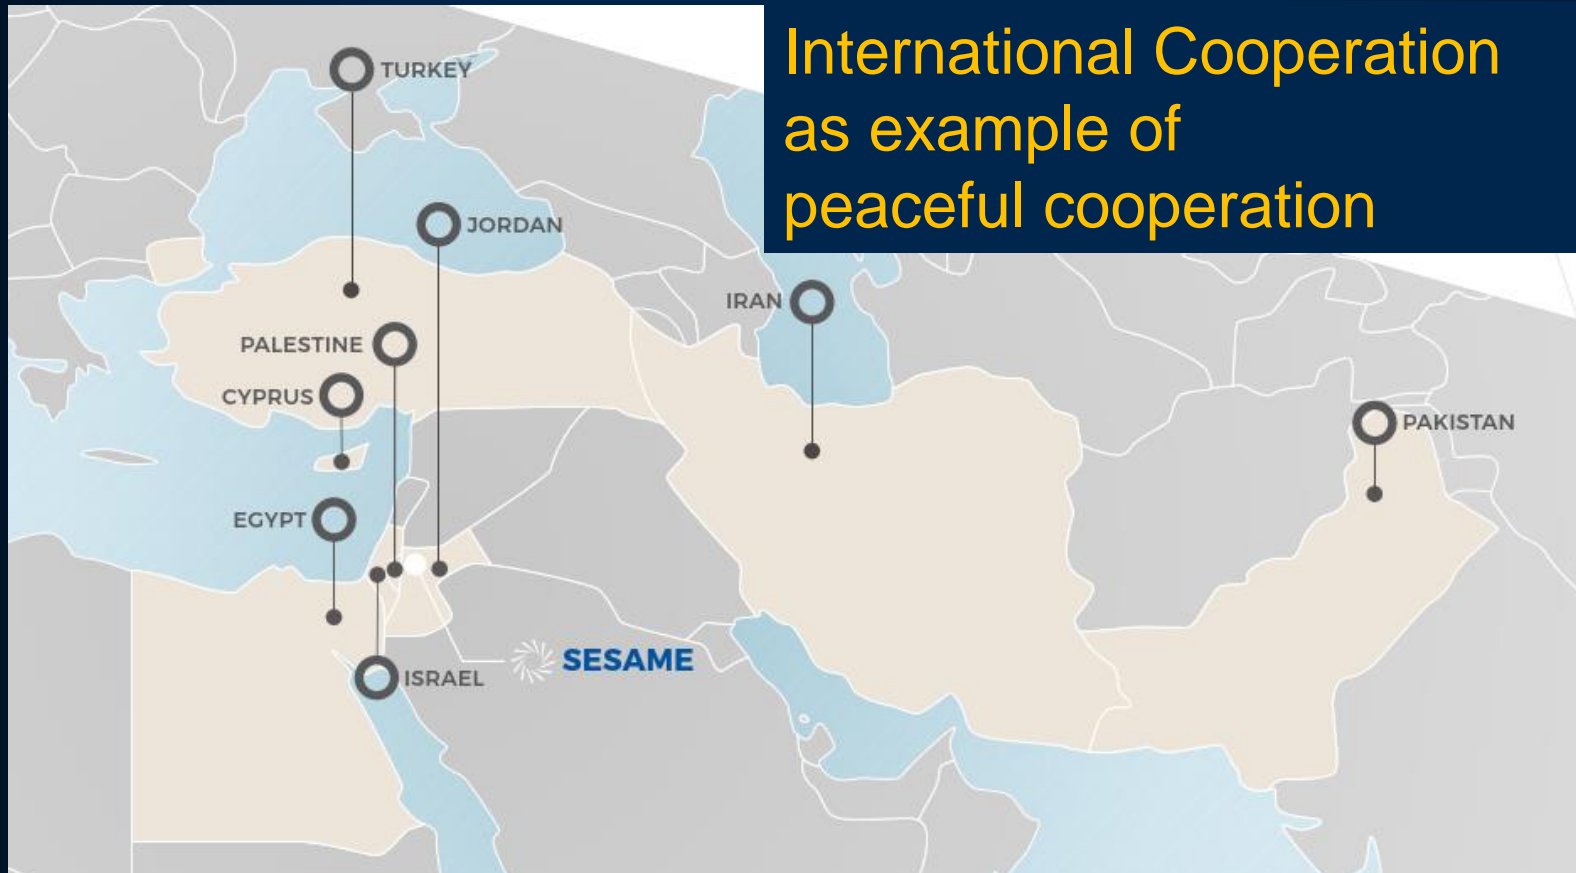 International Cooperation
as example of
peaceful cooperation
TURKEY
JORDAN
IRAN
PALESTINE
CYPRUS
PAKISTAN
EGYPT
SESAME
ISRAEL